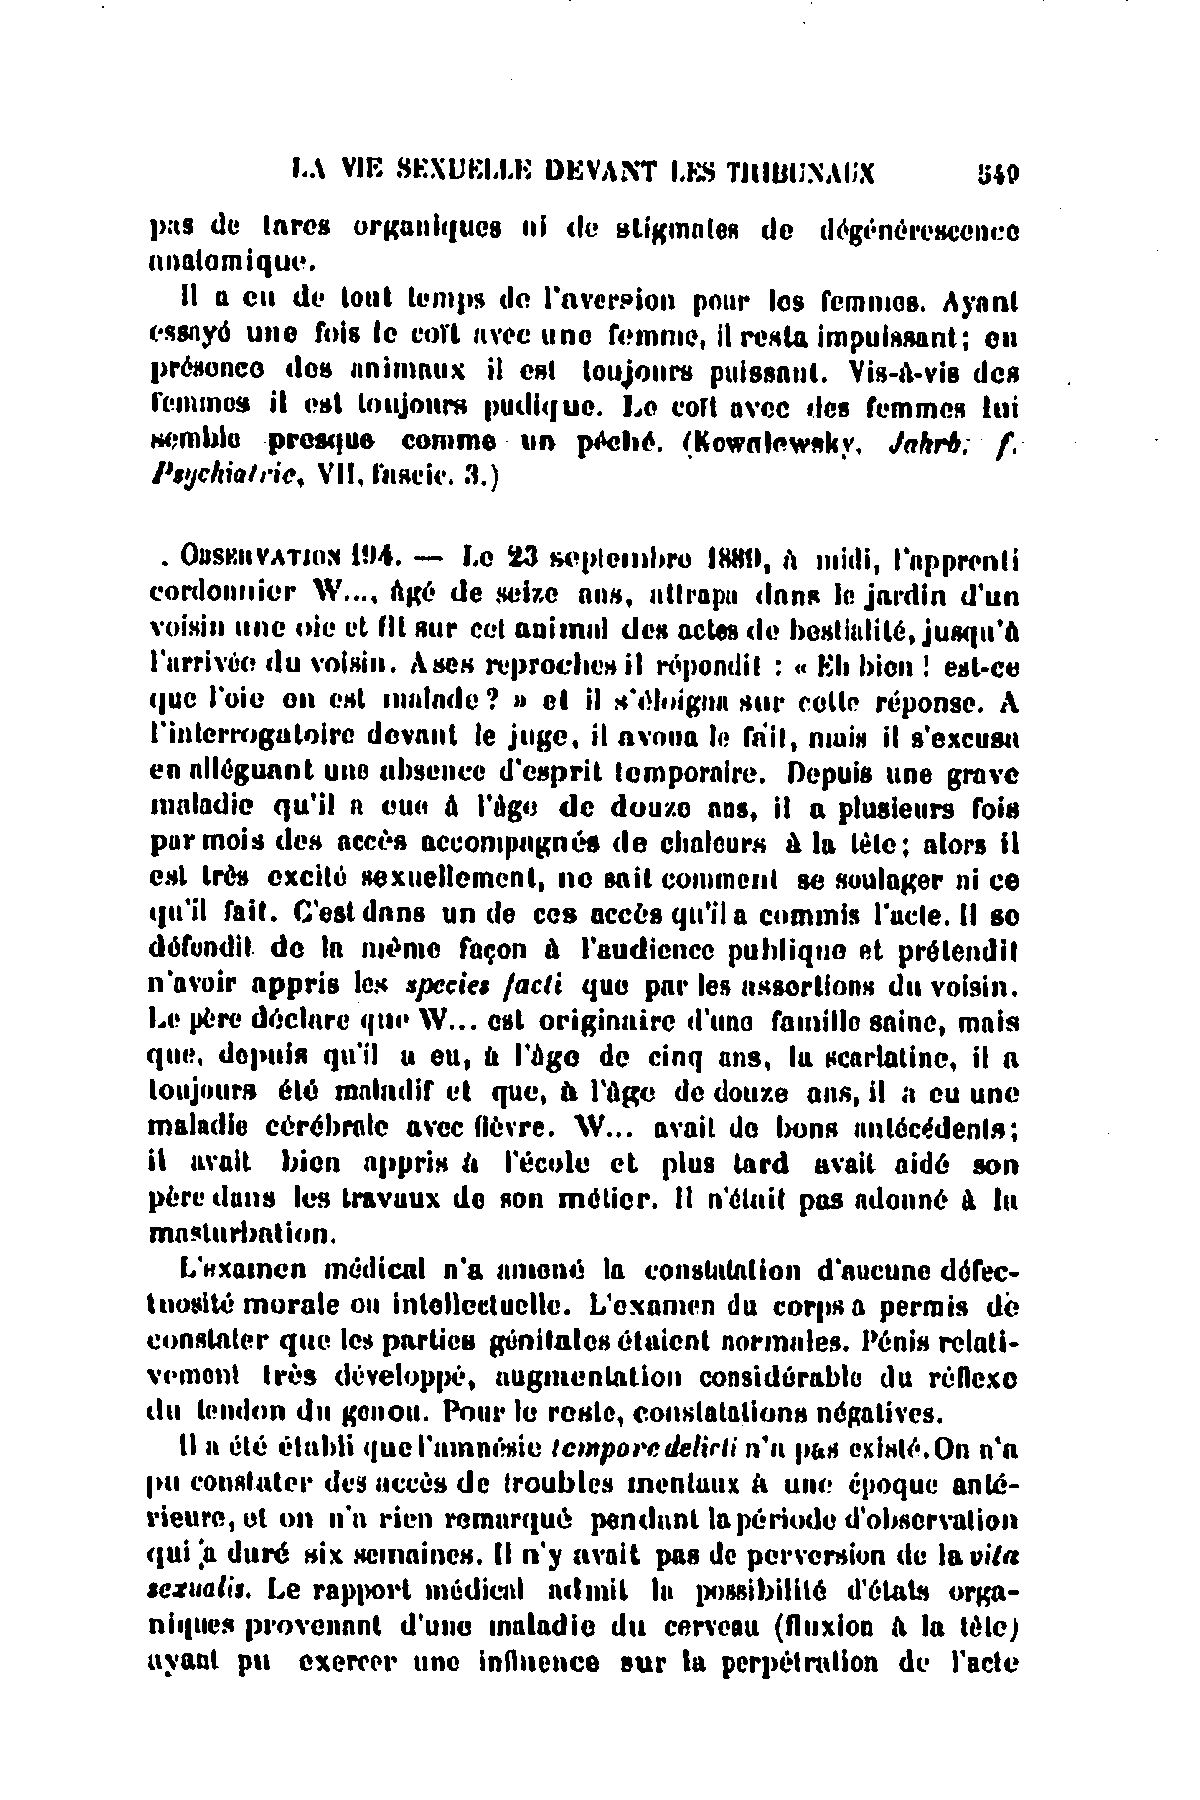 LA VIE SEXUELLE DEVANT LES TRIBUNAUX 549
pas de tares organiques ni de stigmates de dégénérescence
anatomique.
Il a eu de tout temps de l'aversion pour les femmes. Ayant
essayé une fois le coït avec une femme, il resta impuissant; en
présence des animaux il est toujours puissant. Vis-à-vis des
femmes il est toujours pudique. Le coït avec des femmes lui
semble presque comme un péché. (Kowalewsky, Jahrb. f.
Psychiatrie, VII, fascic. 3.)
OBSERVATION 194. — Le 23 septembre 1889, à midi, l'apprenti
cordonnier W..., âgé de seize ans, attrapa dans le jardin d'un
voisin une oie et fit sur cet animal des actes de bestialité, jusqu'à
l'arrivée du voisin. A ses reproches il répondit : « Eh bien ! est-ce
que l'oie en est malade ? » et il s'éloigna sur cette réponse. A
l'interrogatoire devant le juge, il avoua le fait, mais il s'excusa
en alléguant une absence d'esprit temporaire. Depuis une grave
maladie qu'il a eue à l'âge de douze ans, il a plusieurs fois
par mois des accès accompagnés de chaleurs à la tête; alors il
est très excité sexuellement, ne sait comment se soulager ni ce
qu'il fait. C'est dans un de ces accès qu'il a commis l'acte. Il se
défendit de la même façon à l'audience publique et prétendit
n'avoir appris les species facti que par les assertions du voisin.
Le père déclare que W... est originaire d'une famille saine, mais
que, depuis qu'il a eu, à l'âge de cinq ans, la scarlatine, il a
toujours été maladif et que, à l'âge de douze ans, il a eu une
maladie cérébrale avec fièvre. W... avait de bons antécédents;
il avait bien appris à l'école et plus tard avait aidé son
père dans les travaux de son métier. Il n'était pas adonné à la
masturbation.
L'examen médical n'a amené la constatation d'aucune défec-
tuosité morale ou intellectuelle. L'examen du corps a permis de
constater que les parties génitales étaient normales. Pénis relati-
vement très développé, augmentation considérable du réflexe
du tendon du genou. Pour le reste, constatations négatives.
Il a été établi que l'amnésie tempore delicti n'a pas existé. On n'a
pu constater des accès de troubles mentaux à une époque anté-
rieure, et on n'a rien remarqué pendant la période d'observation
qui a duré six semaines. Il n'y avait pas de perversion de la vita
sexualis. Le rapport médical admit la possibilité d'états orga-
niques provenant d'une maladie du cerveau (fluxion à la tête)
ayant pu exercer une influence sur la perpétration de l'acte